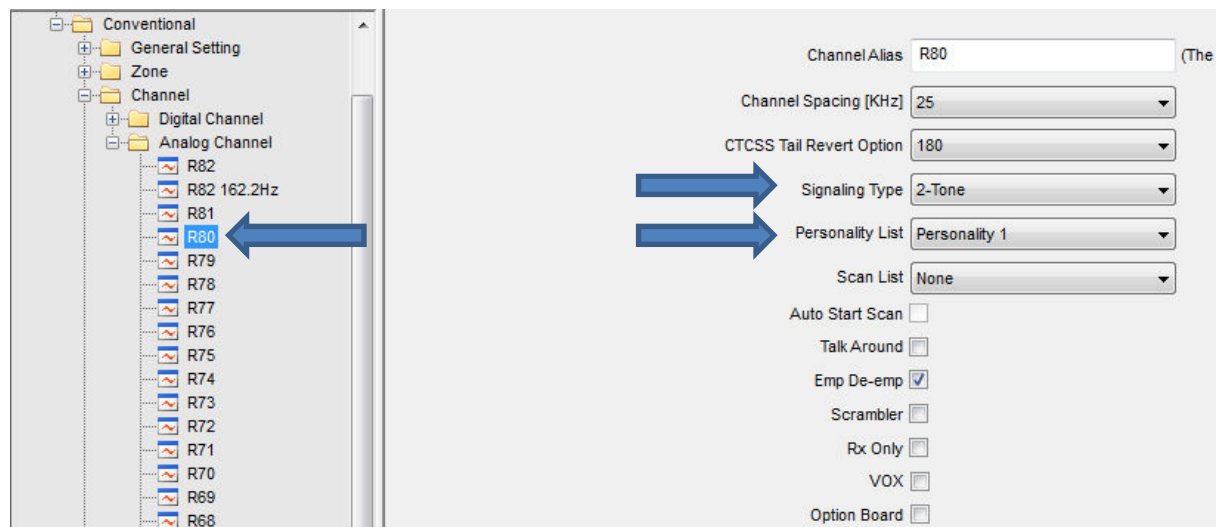 Conventional
General Setting
Zone
Channel
Digital Channel
Analog Channel
R82
R82 162.2Hz
R81
R80
R79
R78
R77
R76
R75
R74
R73
R72
R71
R70
R69
R68
Channel Alias R80 (The
Channel Spacing [KHz] 25
CTCSS Tail Revert Option 180
Signaling Type 2-Tone
Personality List Personality 1
Scan List None
Auto Start Scan
Talk Around
Emp De-emp
Scrambler
Rx Only
VOX
Option Board